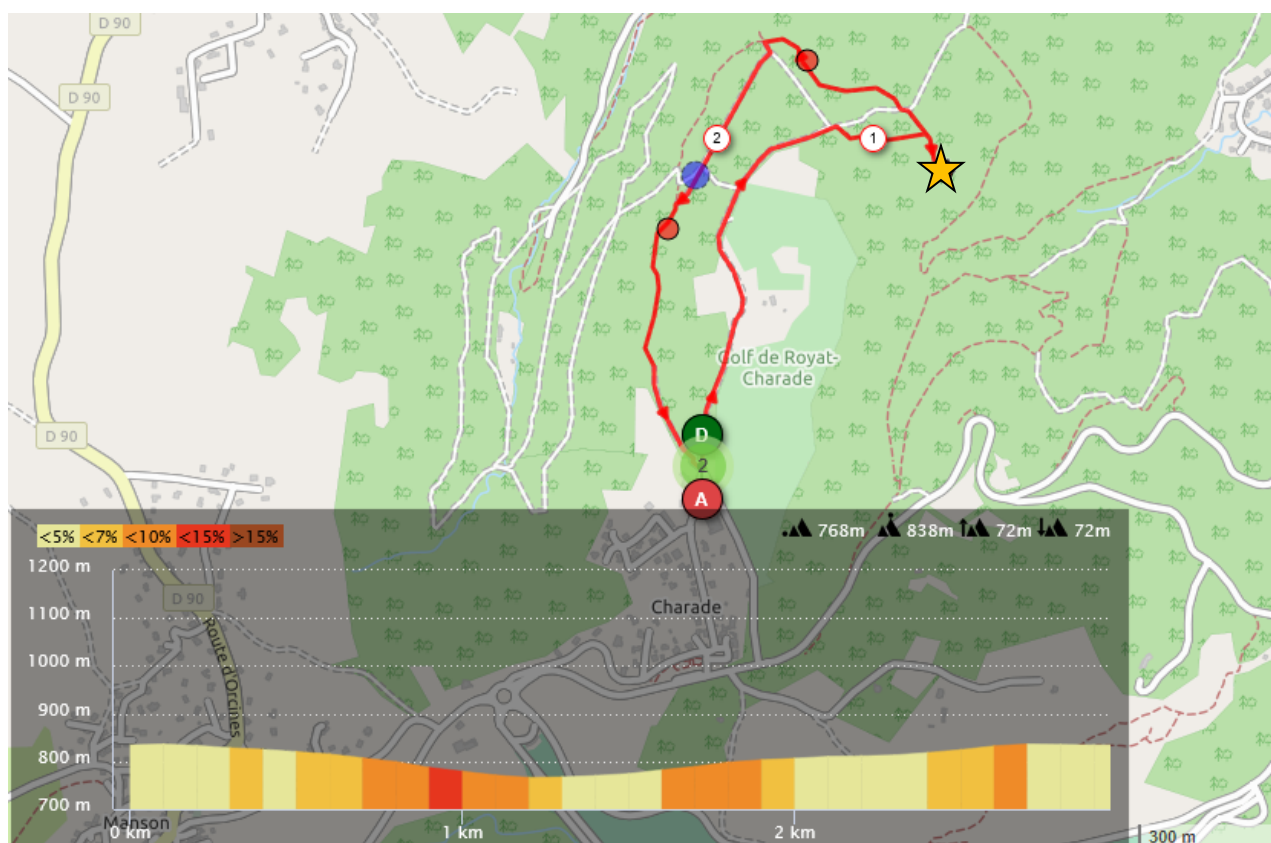 D 90
D 90
2
1
Golf de Royat-
Charade
D
D 90
2
A
<5% <7% <10% <15% >15%
768m 838m 72m 72m
1200 m
1100 m
D 90
Charade
Route d'Orcines
1000 m
900 m
800 m
700 m
Manson
0 km 1 km 2 km
300 m